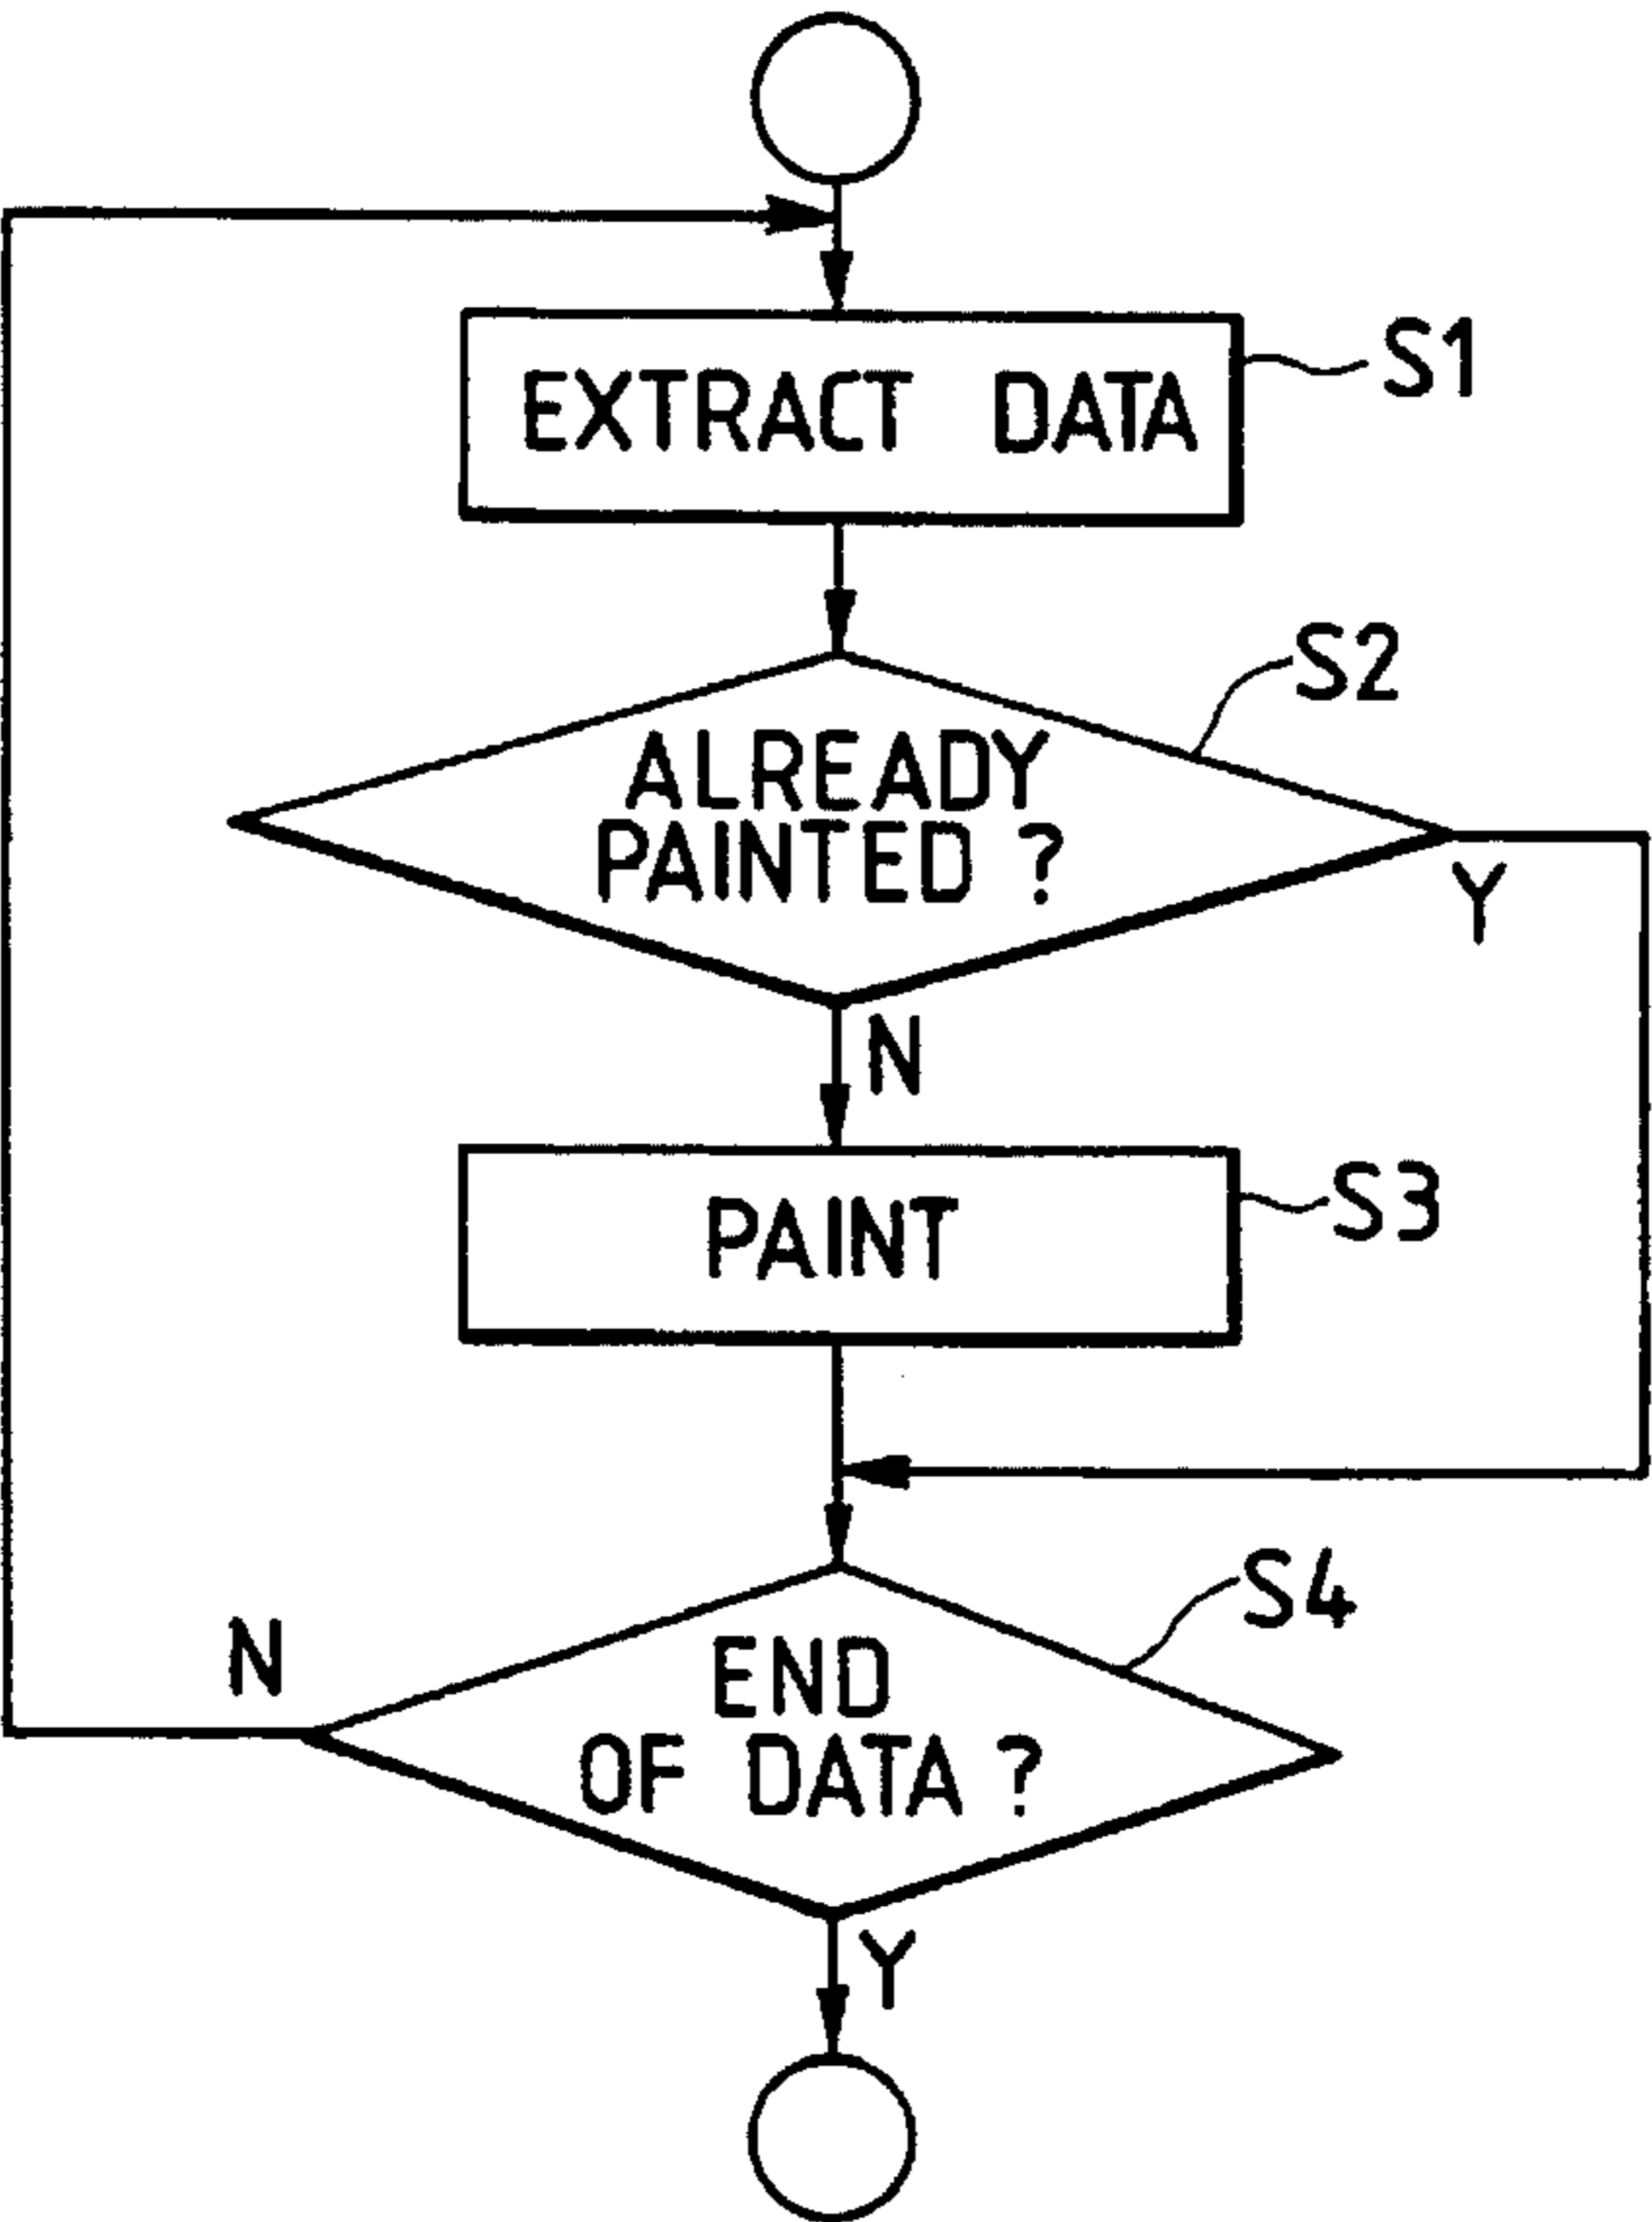 EXTRACT DATA
S1
S2
ALREADY
PAINTED ?
Y
N
PAINT
S3
S4
N
END
OF DATA ?
Y